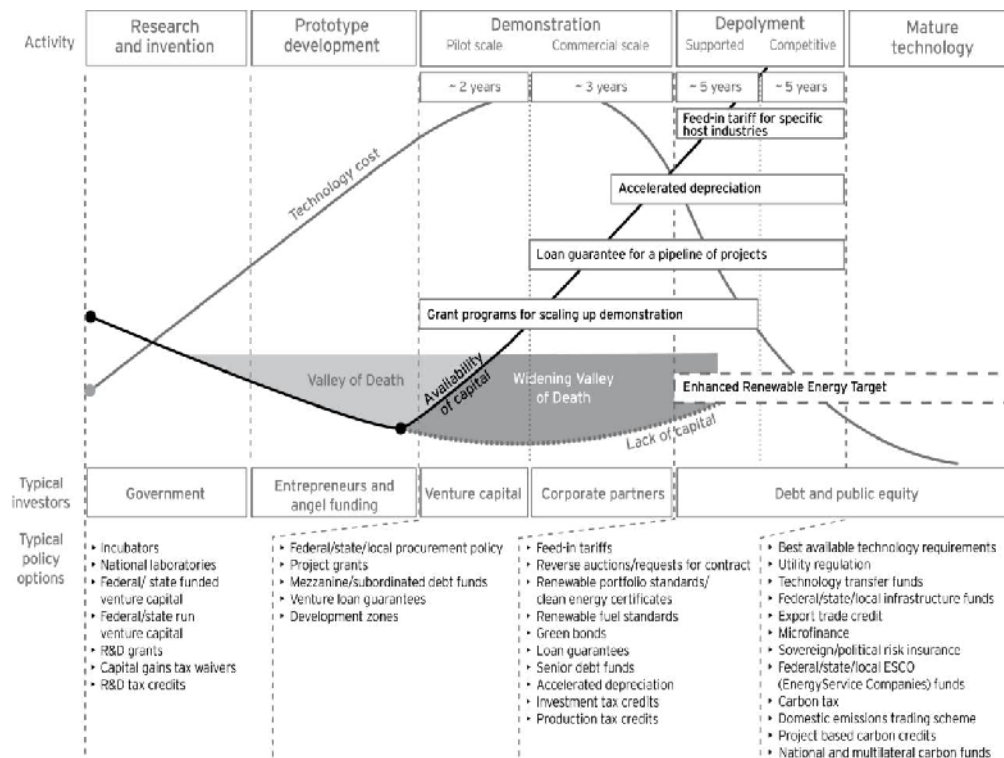 Activity
Research
and invention
Prototype
development
Demonstration
Pilot scale
Commercial scale
Depolyment
Supported
Competitive
Mature
technology
~ 2 years
~ 3 years
~ 5 years
~ 5 years
Feed-in tariff for specific
host industries
Technology cost
Accelerated depreciation
Loan guarantee for a pipeline of projects
Grant programs for scaling up demonstration
Valley of Death
Availability
of capital
Widening Valley
of Death
Enhanced Renewable Energy Target
Lack of capital
Typical
investors
Government
Entrepreneurs and
angel funding
Venture capital
Corporate partners
Debt and public equity
Typical
policy
options
‣ Incubators
‣ National laboratories
‣ Federal/ state funded
venture capital
‣ Federal/state run
venture capital
‣ R&D grants
‣ Capital gains tax waivers
‣ R&D tax credits
‣ Federal/state/local procurement policy
‣ Project grants
‣ Mezzanine/subordinated debt funds
‣ Venture loan guarantees
‣ Development zones
‣ Feed-in tariffs
‣ Reverse auctions/requests for contract
‣ Renewable portfolio standards/
clean energy certificates
‣ Renewable fuel standards
‣ Green bonds
‣ Loan guarantees
‣ Senior debt funds
‣ Accelerated depreciation
‣ Investment tax credits
‣ Production tax credits
‣ Best available technology requirements
‣ Utility regulation
‣ Technology transfer funds
‣ Federal/state/local infrastructure funds
‣ Export trade credit
‣ Microfinance
‣ Sovereign/political risk insurance
‣ Federal/state/local ESCO
(EnergyService Companies) funds
‣ Carbon tax
‣ Domestic emissions trading scheme
‣ Project based carbon credits
‣ National and multilateral carbon funds